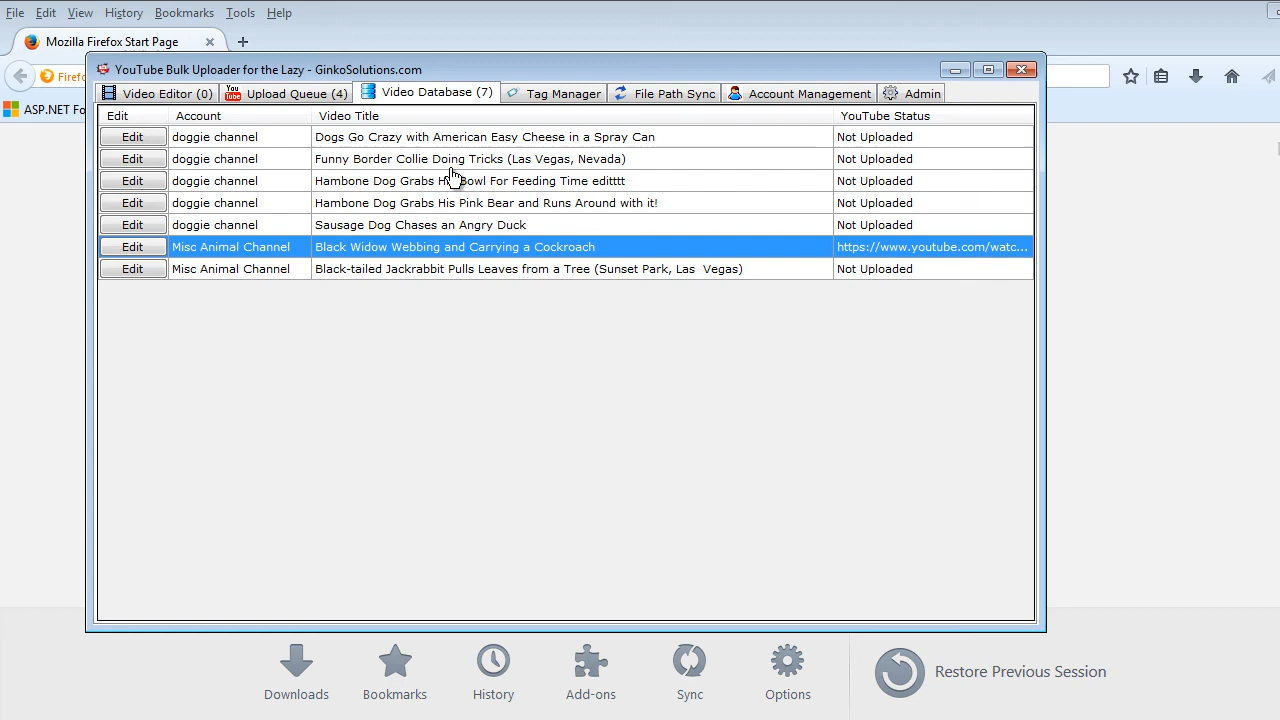 File Edit View History Bookmarks Tools Help
Mozilla Firefox Start Page
YouTube Bulk Uploader for the Lazy - GinkoSolutions.com
Firefo
ASP.NET Fo
Video Editor (0) Upload Queue (4) Video Database (7) Tag Manager File Path Sync Account Management Admin
Edit Account Video Title YouTube Status
Edit doggie channel Dogs Go Crazy with American Easy Cheese in a Spray Can Not Uploaded
Edit doggie channel Funny Border Collie Doing Tricks (Las Vegas, Nevada) Not Uploaded
Edit doggie channel Hambone Dog Grabs Bowl For Feeding Time editttt Not Uploaded
Edit doggie channel Hambone Dog Grabs His Pink Bear and Runs Around with it! Not Uploaded
Edit doggie channel Sausage Dog Chases an Angry Duck Not Uploaded
Edit Misc Animal Channel Black Widow Webbing and Carrying a Cockroach https://www.youtube.com/watc...
Edit Misc Animal Channel Black-tailed Jackrabbit Pulls Leaves from a Tree (Sunset Park, Las Vegas) Not Uploaded
Downloads Bookmarks History Add-ons Sync Options Restore Previous Session